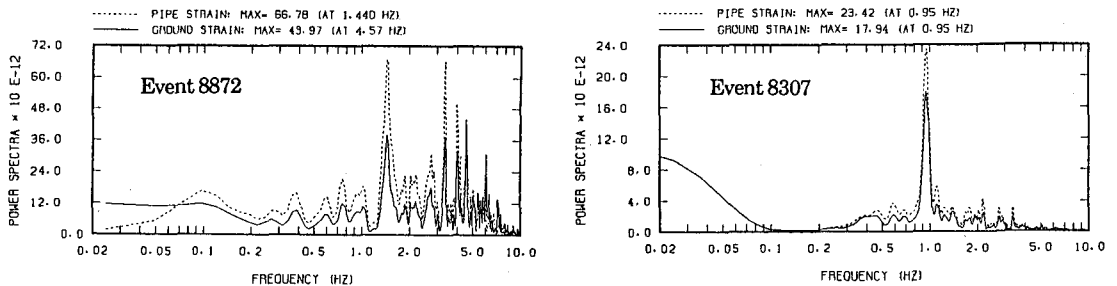 PIPE STRAIN: MAX= 66.78 (AT 1.440 HZ)
GROUND STRAIN: MAX= 43.97 (AT 4.57 HZ)
72.0
60.0
48.0
36.0
24.0
12.0
0.0
POWER SPECTRA * 10 E-12
Event 8872
0.02 0.05 0.1 0.2 0.5 1.0 2.0 5.0 10.0
FREQUENCY (HZ)
PIPE STRAIN: MAX= 23.42 (AT 0.95 HZ)
GROUND STRAIN: MAX= 17.94 (AT 0.95 HZ)
24.0
20.0
16.0
12.0
8.0
4.0
0.0
POWER SPECTRA * 10 E-12
Event 8307
0.02 0.05 0.1 0.2 0.5 1.0 2.0 5.0 10.0
FREQUENCY (HZ)